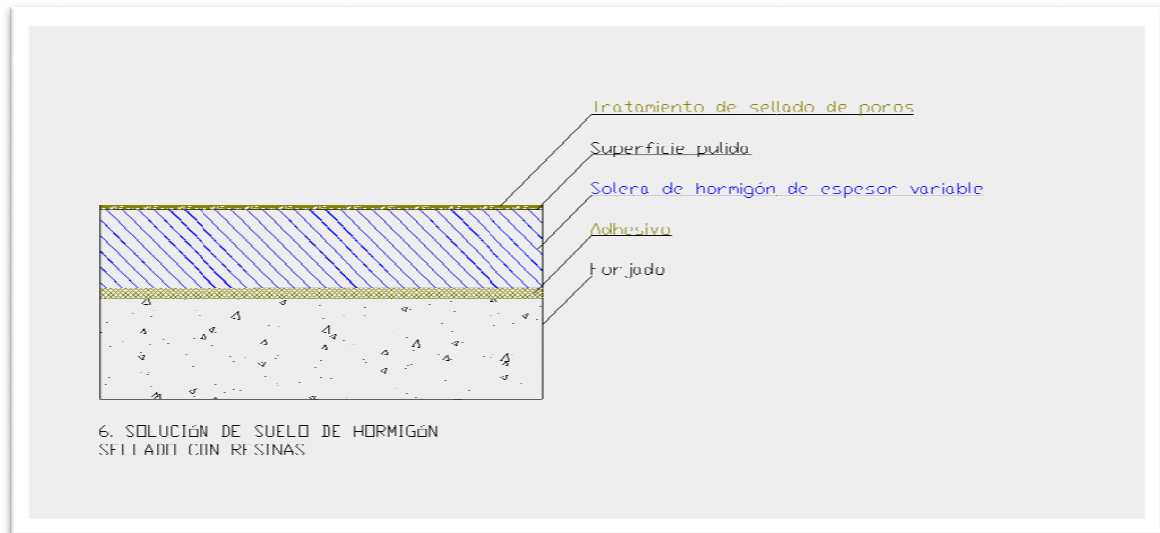 Tratamiento de sellado de poros
Superficie pulida
Solera de hormigón de espesor variable
Adhesivo
Forjado
6. SOLUCIóN DE SUELO DE HORMIGóN
SELLADO CON RESINAS